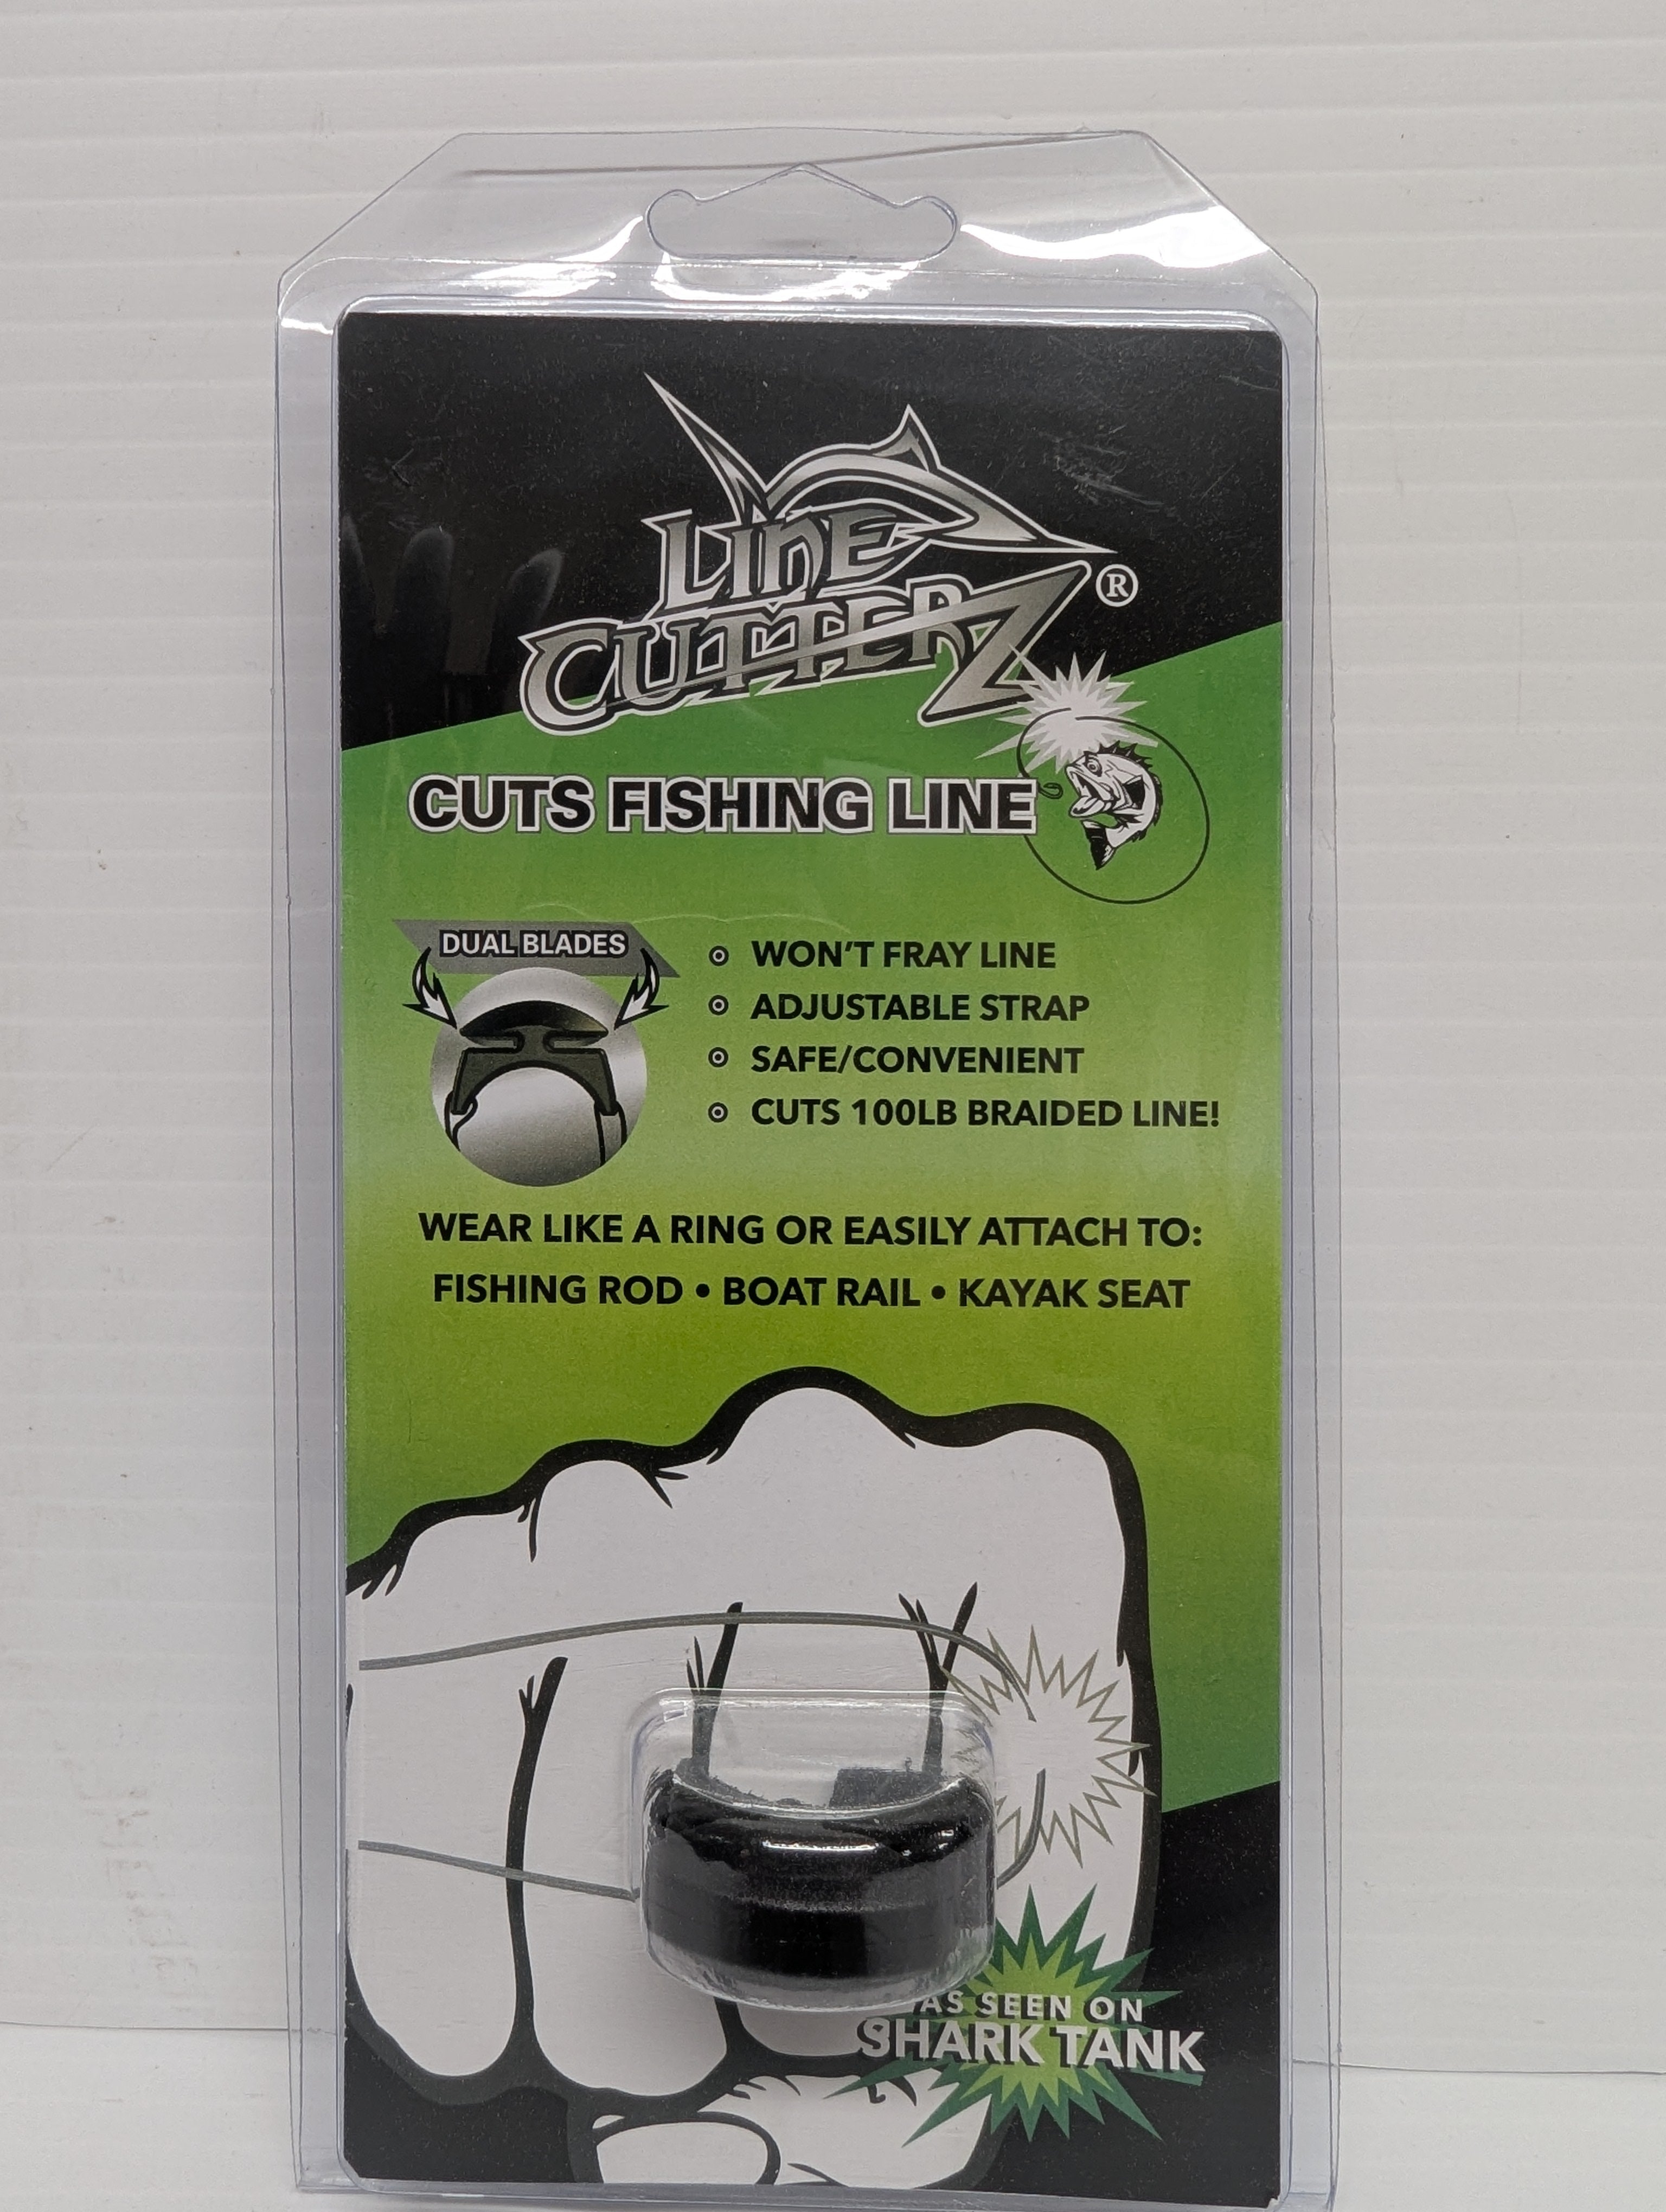 LINE
CUTTERZ®
CUTS FISHING LINE
DUAL BLADES
WON'T FRAY LINE
ADJUSTABLE STRAP
SAFE/CONVENIENT
CUTS 100LB BRAIDED LINE!
WEAR LIKE A RING OR EASILY ATTACH TO:
FISHING ROD • BOAT RAIL • KAYAK SEAT
AS SEEN ON
SHARK TANK